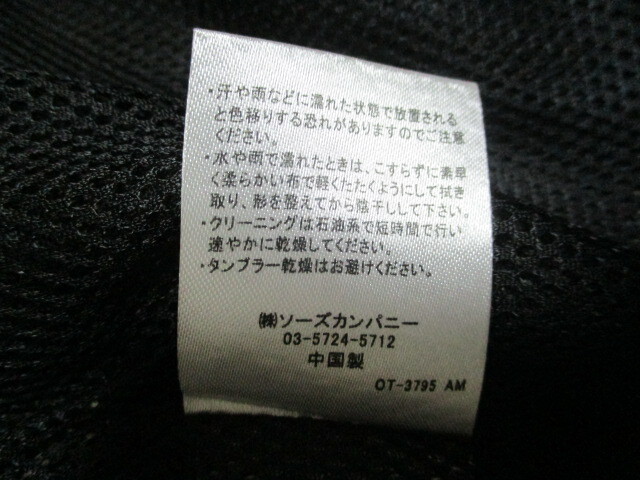 ・汗や雨などに濡れた状態で放置される
と色移りする恐れがありますのでご注意
ください。
・水や雨で濡れたときは、こすらずに素早
く柔らかい布で軽くたたくようにして拭き
取り、形を整えてから陰干しして下さい。
・クリーニングは石油系で短時間で行い
速やかに乾燥してください。
・タンブラー乾燥はお避けください。
㈱ソーズカンパニー
03-5724-5712
中国製
OT-3795 AM